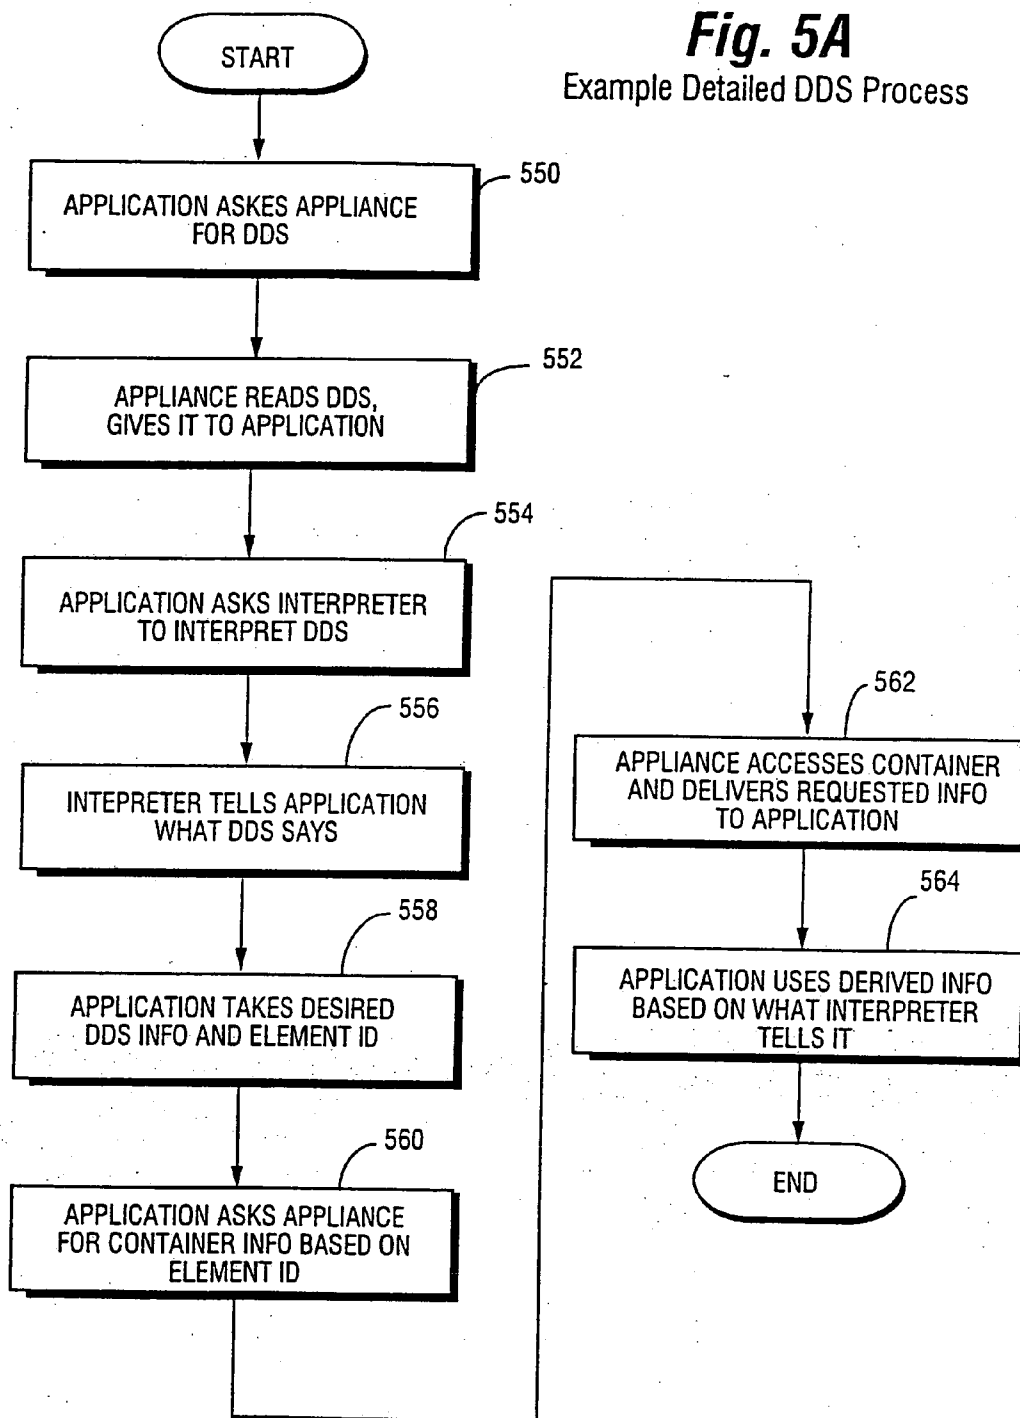 Fig. 5A
Example Detailed DDS Process
START
550
APPLICATION ASKES APPLIANCE
FOR DDS
552
APPLIANCE READS DDS,
GIVES IT TO APPLICATION
554
APPLICATION ASKS INTERPRETER
TO INTERPRET DDS
556
INTEPRETER TELLS APPLICATION
WHAT DDS SAYS
558
APPLICATION TAKES DESIRED
DDS INFO AND ELEMENT ID
560
APPLICATION ASKS APPLIANCE
FOR CONTAINER INFO BASED ON
ELEMENT ID
562
APPLIANCE ACCESSES CONTAINER
AND DELIVERS REQUESTED INFO
TO APPLICATION
564
APPLICATION USES DERIVED INFO
BASED ON WHAT INTERPRETER
TELLS IT
END